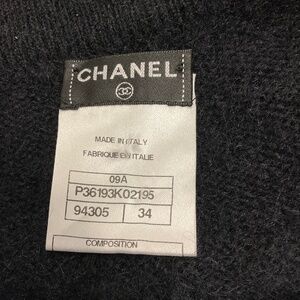 CHANEL
MADE IN ITALY
FABRIQUE EN ITALIE
09A
P36193K02195
94305 34
COMPOSITION